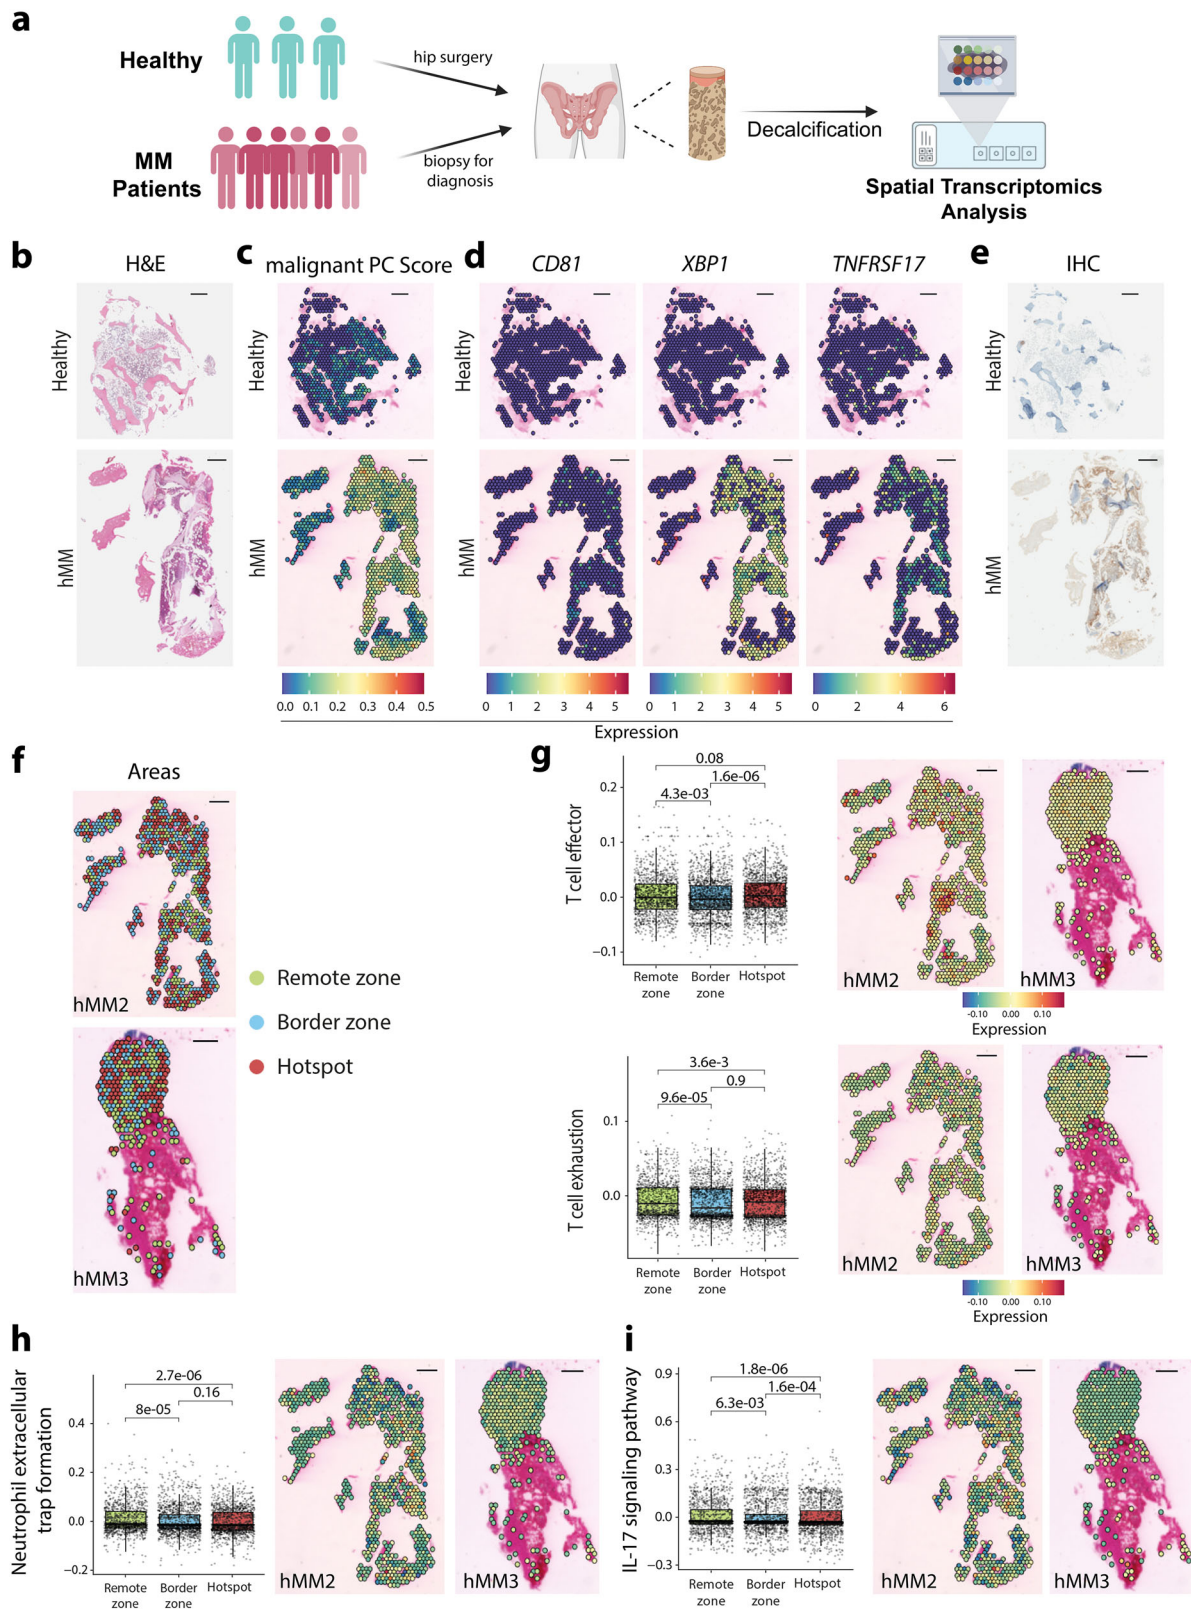 a
Healthy
MM
Patients
hip surgery
biopsy for
diagnosis
Decalcification
Spatial Transcriptomics
Analysis
b
H&E
Healthy
hMM
c
malignant PC Score
Healthy
hMM
0.0 0.1 0.2 0.3 0.4 0.5
d
CD81
XBP1
TNFRSF17
Healthy
hMM
0 1 2 3 4 5
0 1 2 3 4 5
0 2 4 6
Expression
e
IHC
Healthy
hMM
f
Areas
hMM2
hMM3
Remote zone
Border zone
Hotspot
g
T cell effector
0.2
0.1
0.0
−0.1
0.08
1.6e-06
4.3e-03
Remote
zone
Border
zone
Hotspot
hMM2
hMM3
-0.10 0.00 0.10
Expression
T cell exhaustion
0.1
0.0
3.6e-3
0.9
9.6e-05
Remote
zone
Border
zone
Hotspot
hMM2
hMM3
-0.10 0.00 0.10
Expression
h
Neutrophil extracellular
trap formation
0.4
0.2
0.0
−0.2
2.7e-06
0.16
8e-05
Remote
zone
Border
zone
Hotspot
hMM2
hMM3
i
IL-17 signaling pathway
0.9
0.6
0.3
0.0
−0.3
1.8e-06
1.6e-04
6.3e-03
Remote
zone
Border
zone
Hotspot
hMM2
hMM3